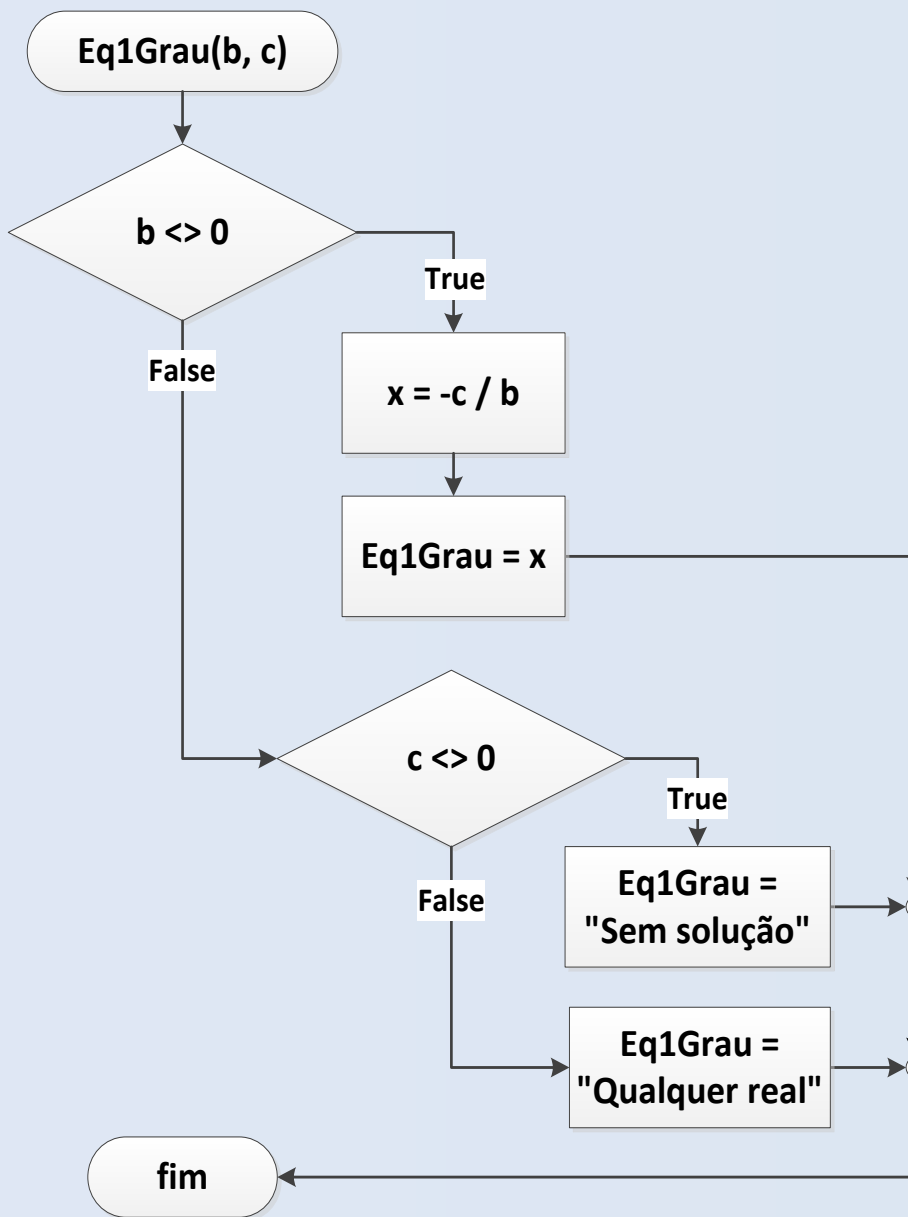 Eq1Grau(b, c)
b <> 0
True
False
x = -c / b
Eq1Grau = x
c <> 0
True
False
Eq1Grau =
"Sem solução"
Eq1Grau =
"Qualquer real"
fim